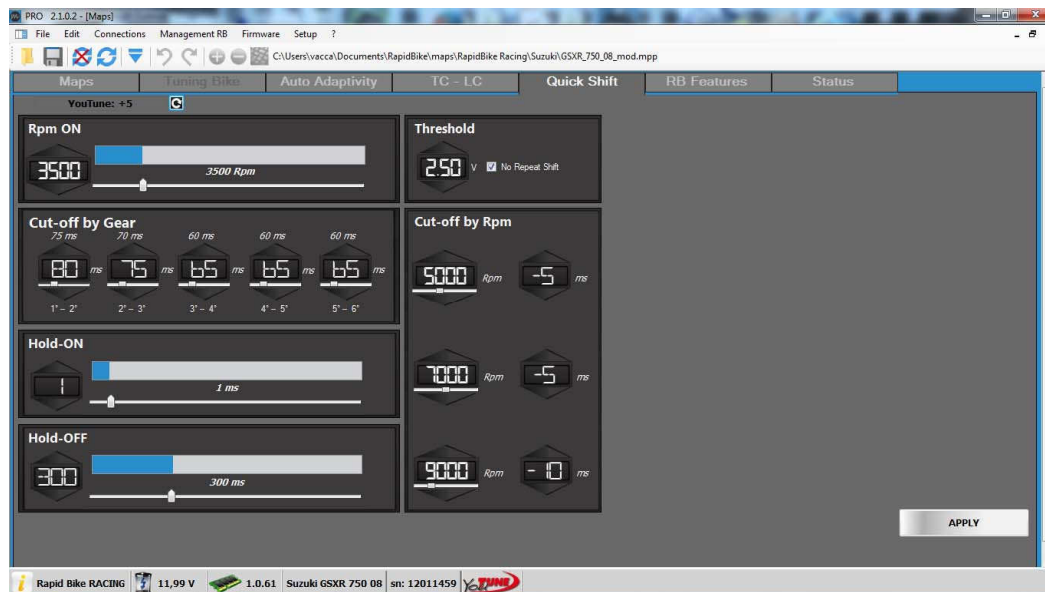 PRO 2.1.0.2 - [Maps]
File Edit Connections Management RB Firmware Setup ?
C:\Users\vacca\Documents\RapidBike\maps\RapidBike Racing\Suzuki\GSXR_750_08_mod.mpp
Maps Tuning Bike Auto Adaptivity TC - LC Quick Shift RB Features Status
YouTune: +5
Rpm ON
3500
3500 Rpm
Threshold
2.50 V No Repeat Shift
Cut-off by Gear
75 ms 70 ms 60 ms 60 ms 60 ms
80 ms 75 ms 65 ms 65 ms 65 ms
1° – 2° 2° – 3° 3° – 4° 4° – 5° 5° – 6°
Cut-off by Rpm
5000 Rpm -5 ms
7000 Rpm -5 ms
9000 Rpm -10 ms
Hold-ON
1
1 ms
Hold-OFF
300
300 ms
APPLY
Rapid Bike RACING 11,99 V 1.0.61 Suzuki GSXR 750 08 sn: 12011459 YouTUNE